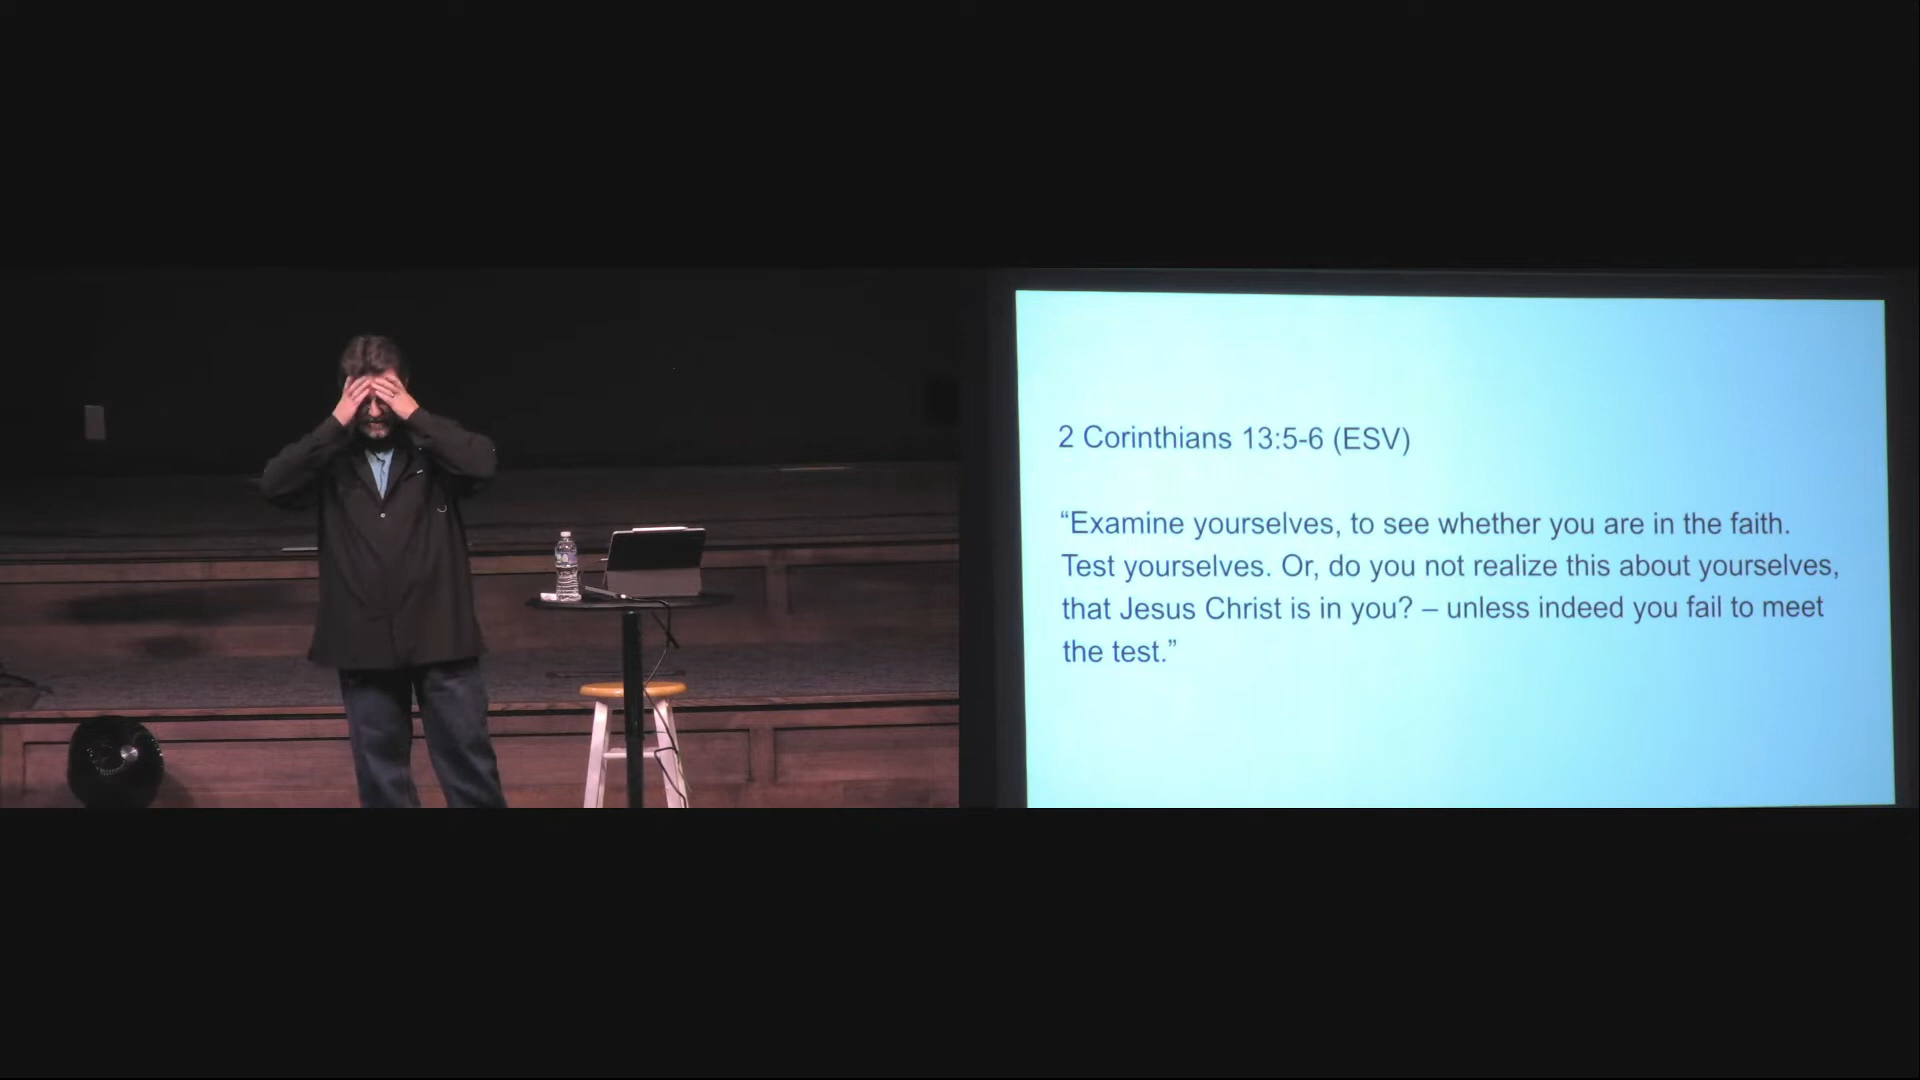 2 Corinthians 13:5-6 (ESV)
“Examine yourselves, to see whether you are in the faith.
Test yourselves. Or, do you not realize this about yourselves,
that Jesus Christ is in you? – unless indeed you fail to meet
the test.”